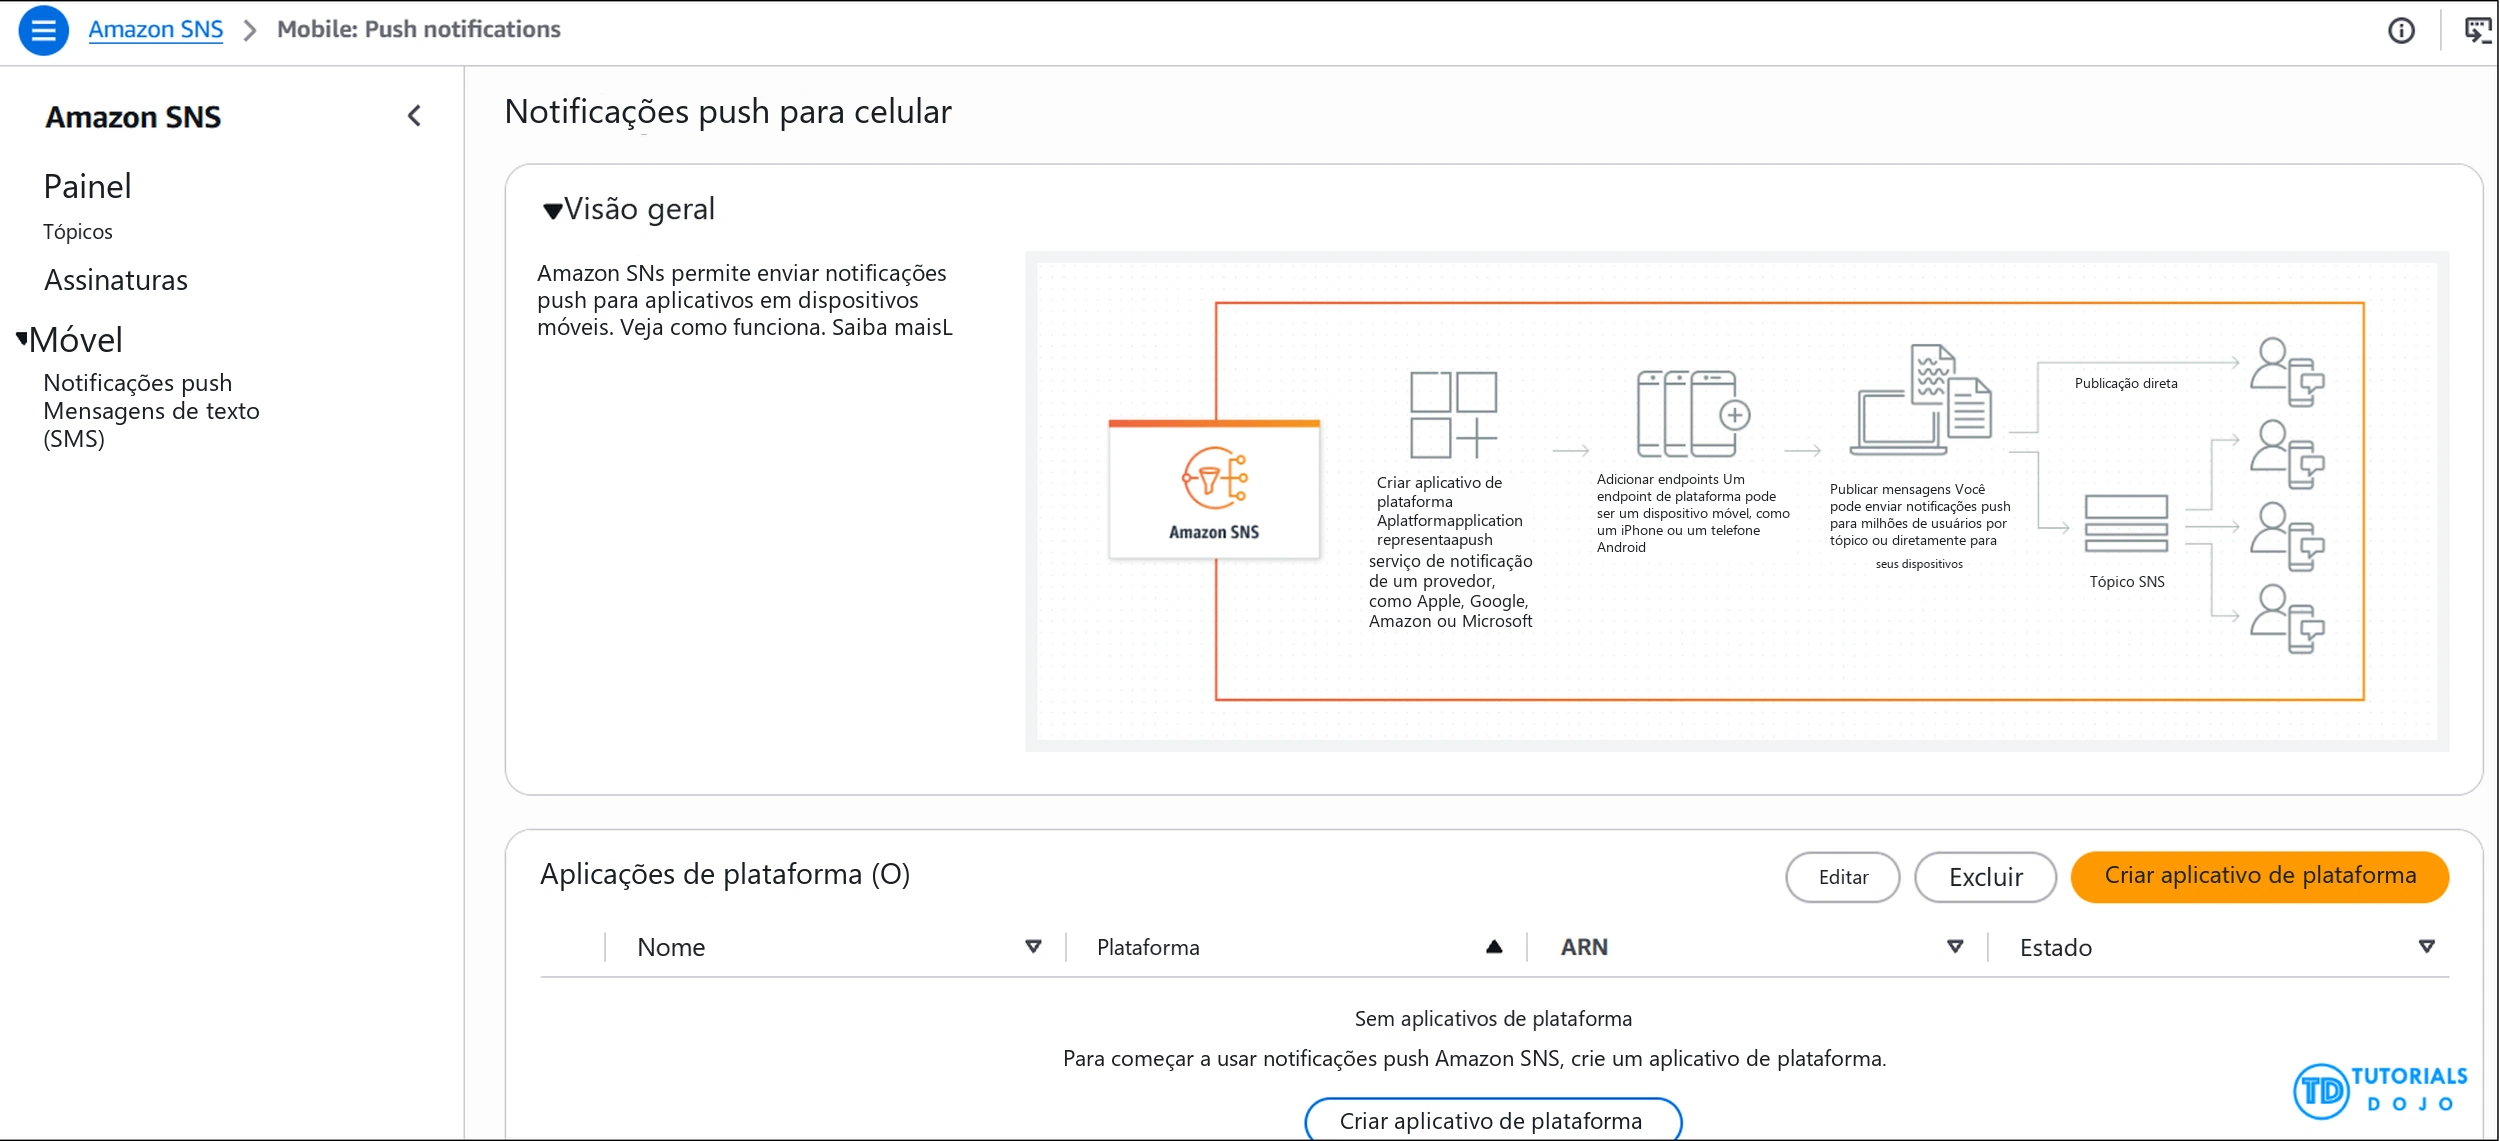 Amazon SNS
Mobile: Push notifications
Amazon SNS
Painel
Tópicos
Assinaturas
Móvel
Notificações push
Mensagens de texto
(SMS)
Notificações push para celular
Visão geral
Amazon SNs permite enviar notificações
push para aplicativos em dispositivos
móveis. Veja como funciona. Saiba maisL
Amazon SNS
Criar aplicativo de
plataforma
Aplatformapplication
representaapush
serviço de notificação
de um provedor,
como Apple, Google,
Amazon ou Microsoft
Adicionar endpoints Um
endpoint de plataforma pode
ser um dispositivo móvel, como
um iPhone ou um telefone
Android
Publicar mensagens Você
pode enviar notificações push
para milhões de usuários por
tópico ou diretamente para
seus dispositivos
Publicação direta
Tópico SNS
Aplicações de plataforma (O)
Editar
Excluir
Criar aplicativo de plataforma
Nome
Plataforma
ARN
Estado
Sem aplicativos de plataforma
Para começar a usar notificações push Amazon SNS, crie um aplicativo de plataforma.
Criar aplicativo de plataforma
TD TUTORIALS
DOJO